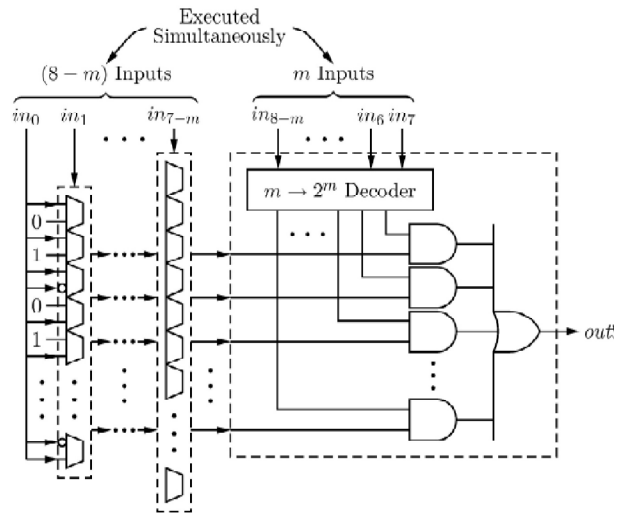 Executed
Simultaneously
(8 − m) Inputs
m Inputs
in₀ in₁ · · · in₇₋ₘ
in₈₋ₘ · · · in₆ in₇
m → 2ᵐ Decoder
0
1
0
1
out